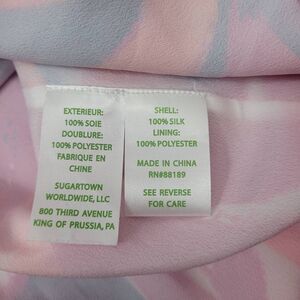 EXTERIEUR:
100% SOIE
DOUBLURE:
100% POLYESTER
FABRIQUE EN
CHINE
SUGARTOWN
WORLDWIDE, LLC
800 THIRD AVENUE
KING OF PRUSSIA, PA
SHELL:
100% SILK
LINING:
100% POLYESTER
MADE IN CHINA
RN#88189
SEE REVERSE
FOR CARE